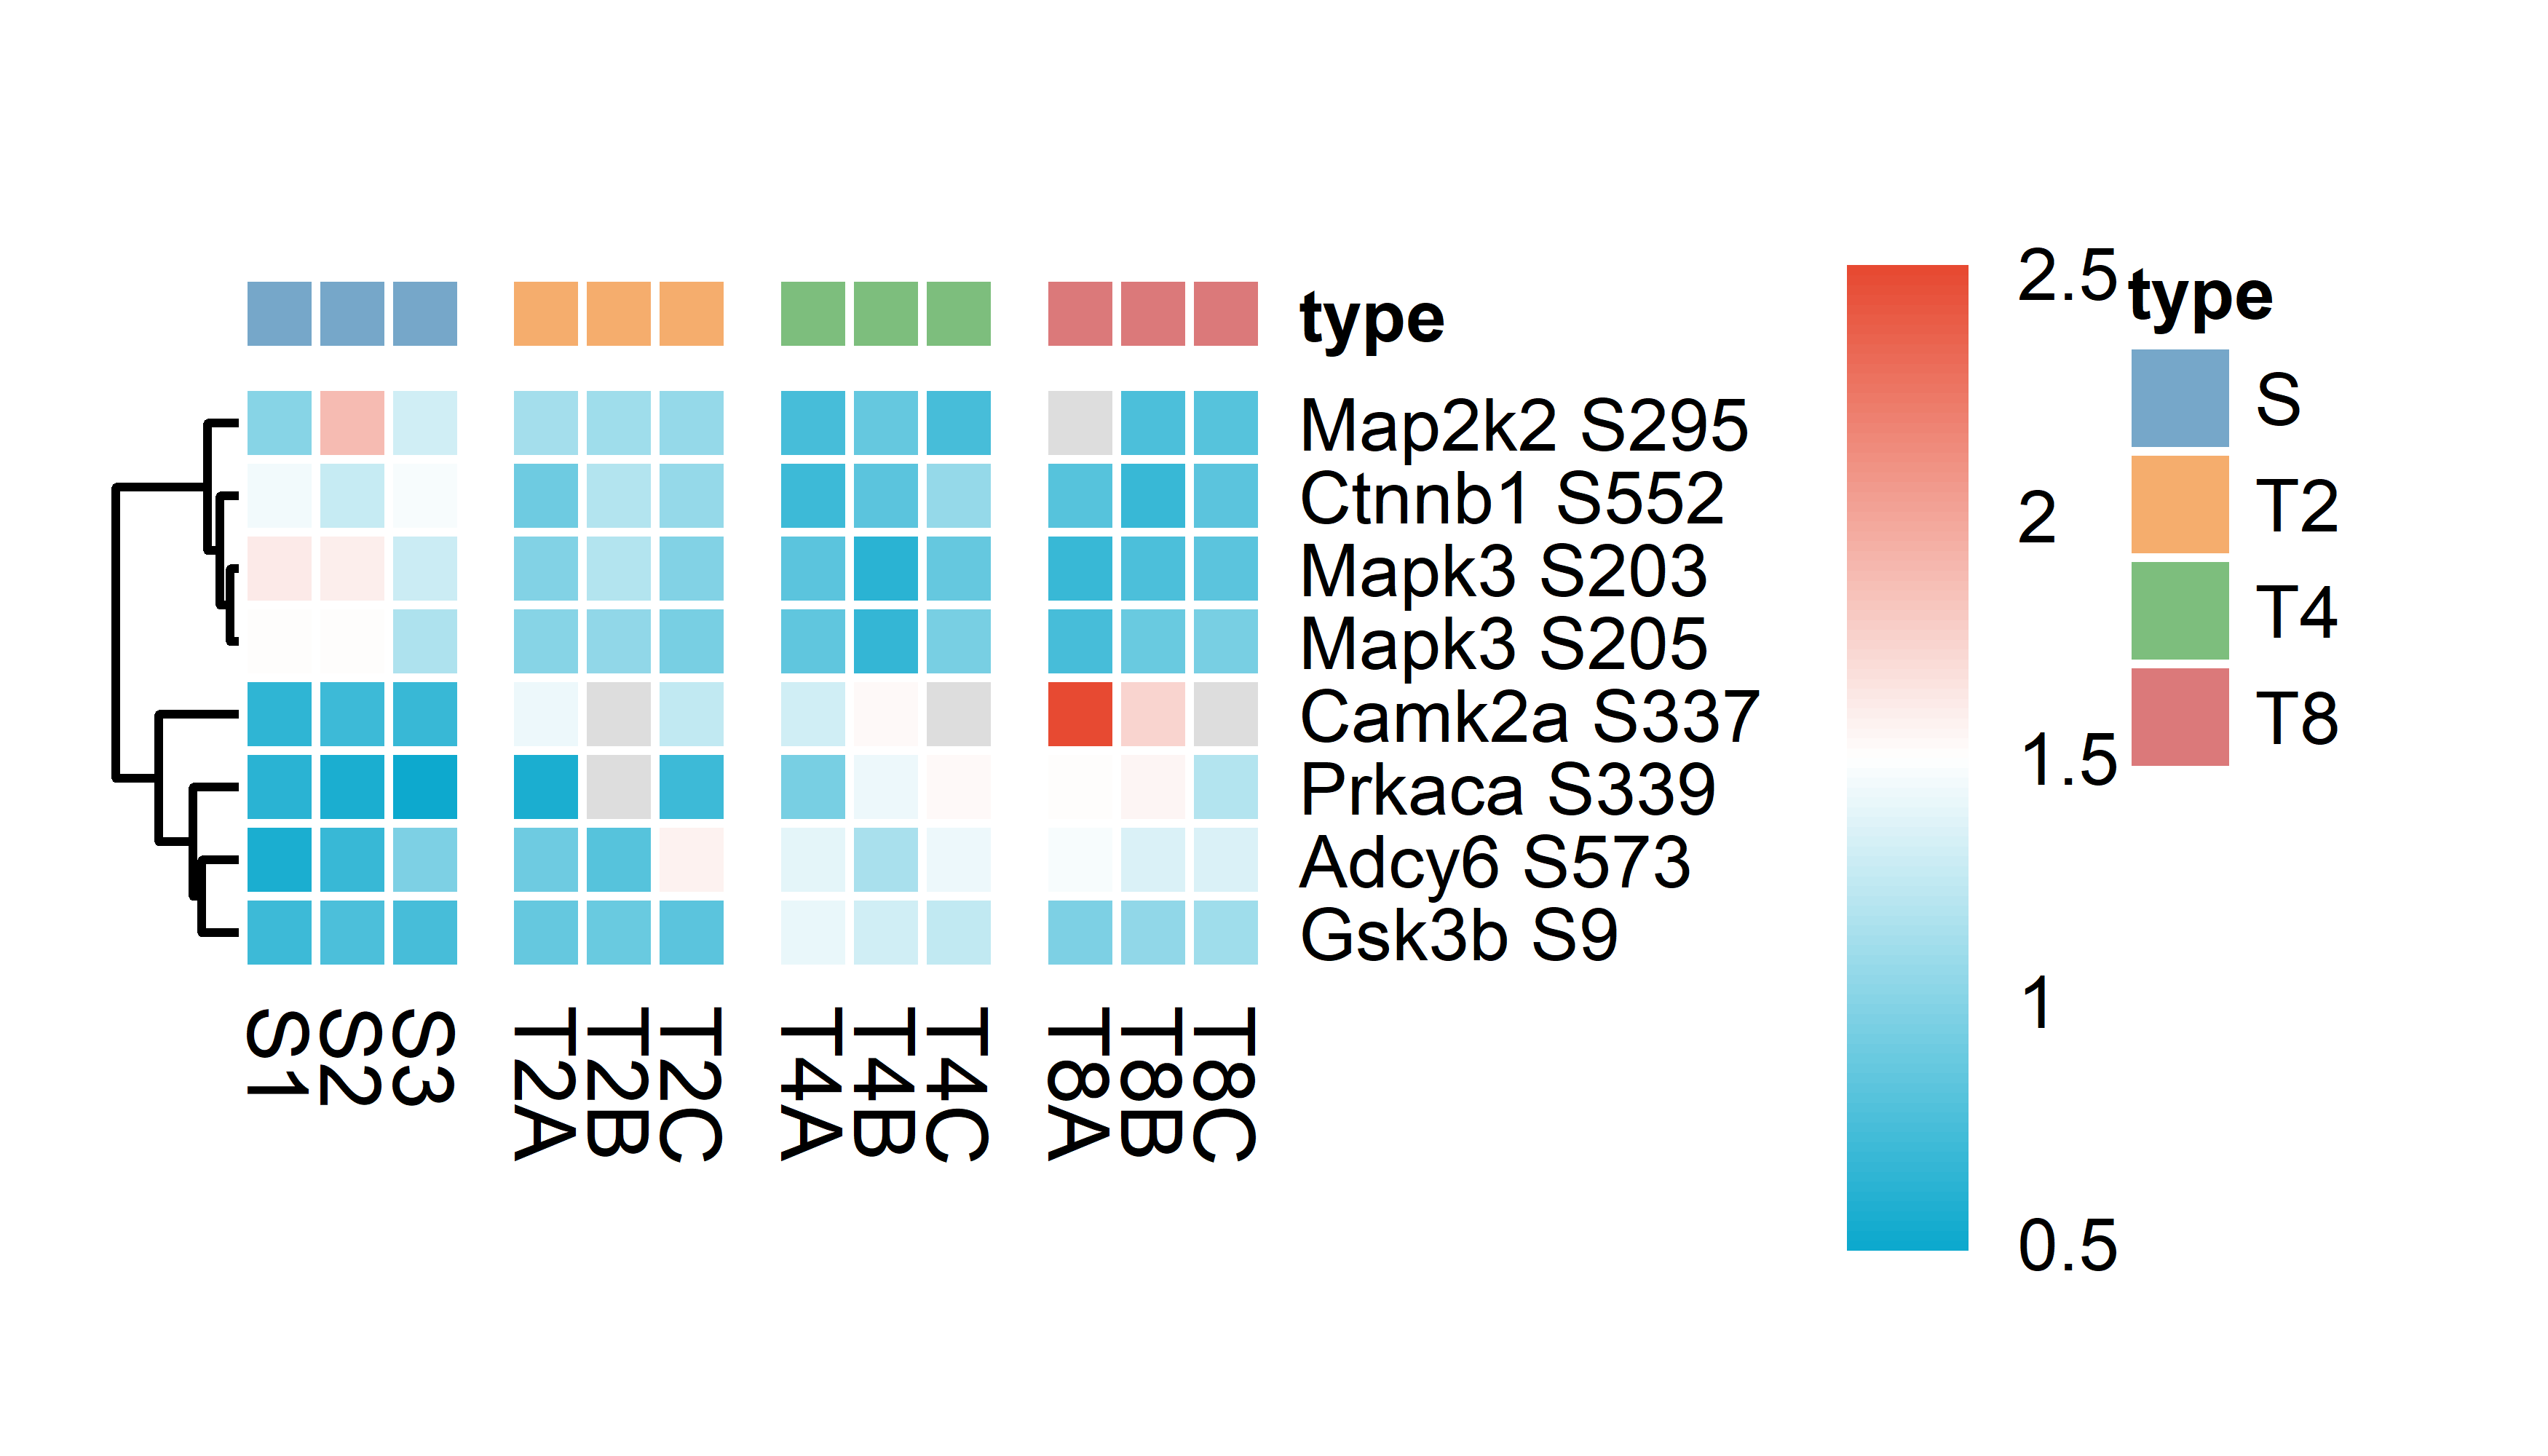 type
Map2k2 S295
Ctnnb1 S552
Mapk3 S203
Mapk3 S205
Camk2a S337
Prkaca S339
Adcy6 S573
Gsk3b S9
S1
S2
S3
T2A
T2B
T2C
T4A
T4B
T4C
T8A
T8B
T8C
2.5
2
1.5
1
0.5
type
S
T2
T4
T8